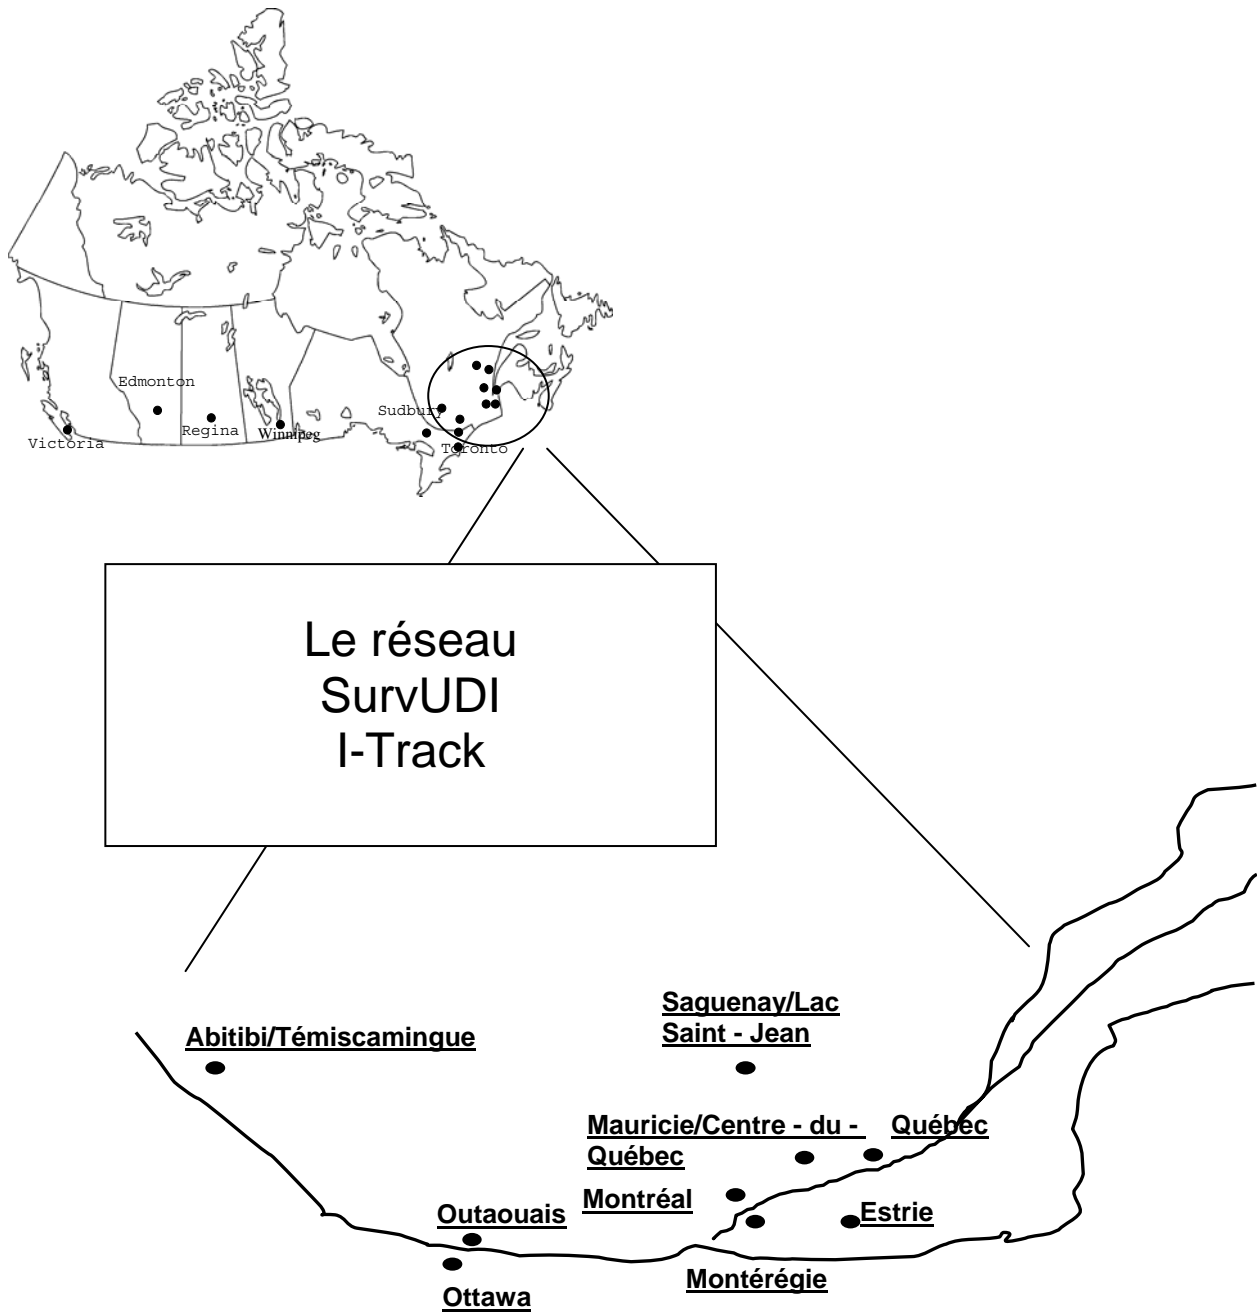 Edmonton
Sudbury
Regina
Winnipeg
Victoria
Toronto
Le réseau
SurvUDI
I-Track
Saguenay/Lac
Saint - Jean
Abitibi/Témiscamingue
Mauricie/Centre - du -
Québec
Québec
Montréal
Outaouais
Estrie
Montérégie
Ottawa